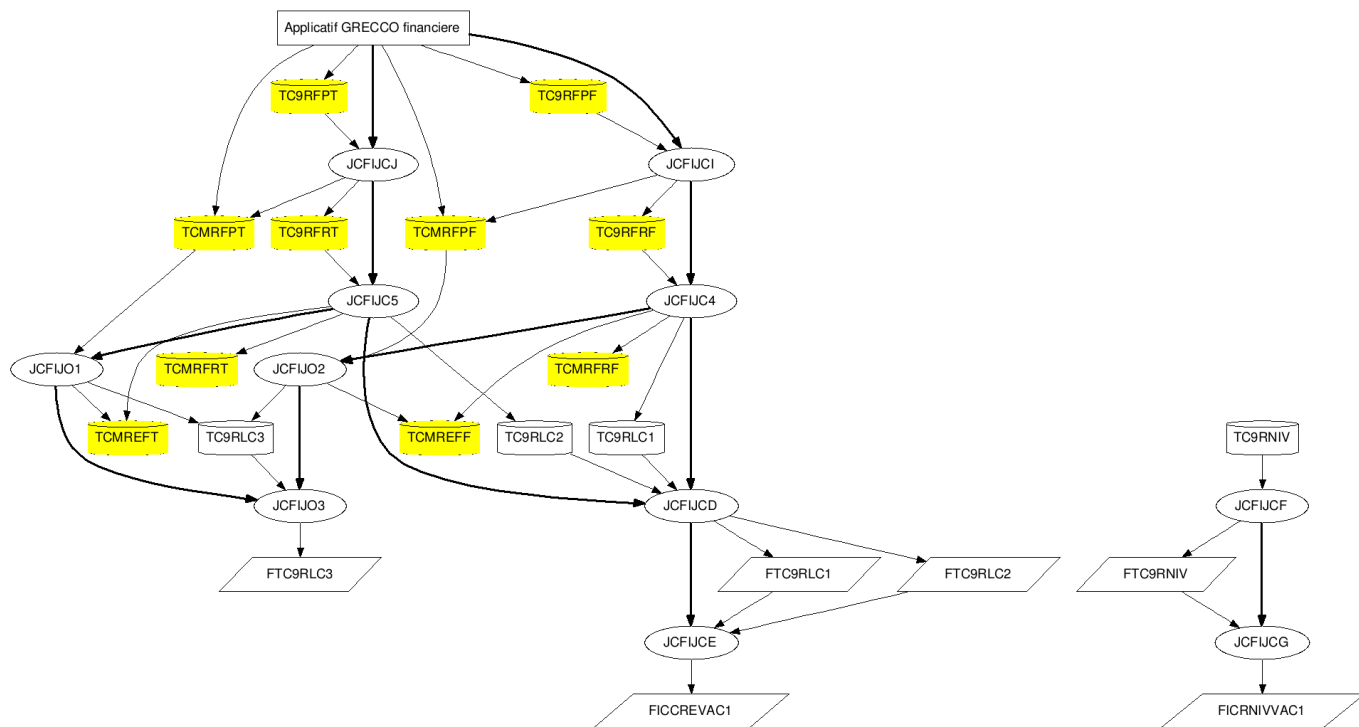 Applicatif GRECCO financiere
TC9RFPT
TC9RFPF
JCFIJCJ
JCFIJCI
TCMRFPT
TC9RFRT
TCMRFPF
TC9RFRF
JCFIJC5
JCFIJC4
JCFIJO1
TCMRFRT
JCFIJO2
TCMRFRF
TCMREFT
TC9RLC3
TCMREFF
TC9RLC2
TC9RLC1
TC9RNIV
JCFIJO3
JCFIJCD
JCFIJCF
FTC9RLC3
FTC9RLC1
FTC9RLC2
FTC9RNIV
JCFIJCE
JCFIJCG
FICCREVAC1
FICRNIVVAC1